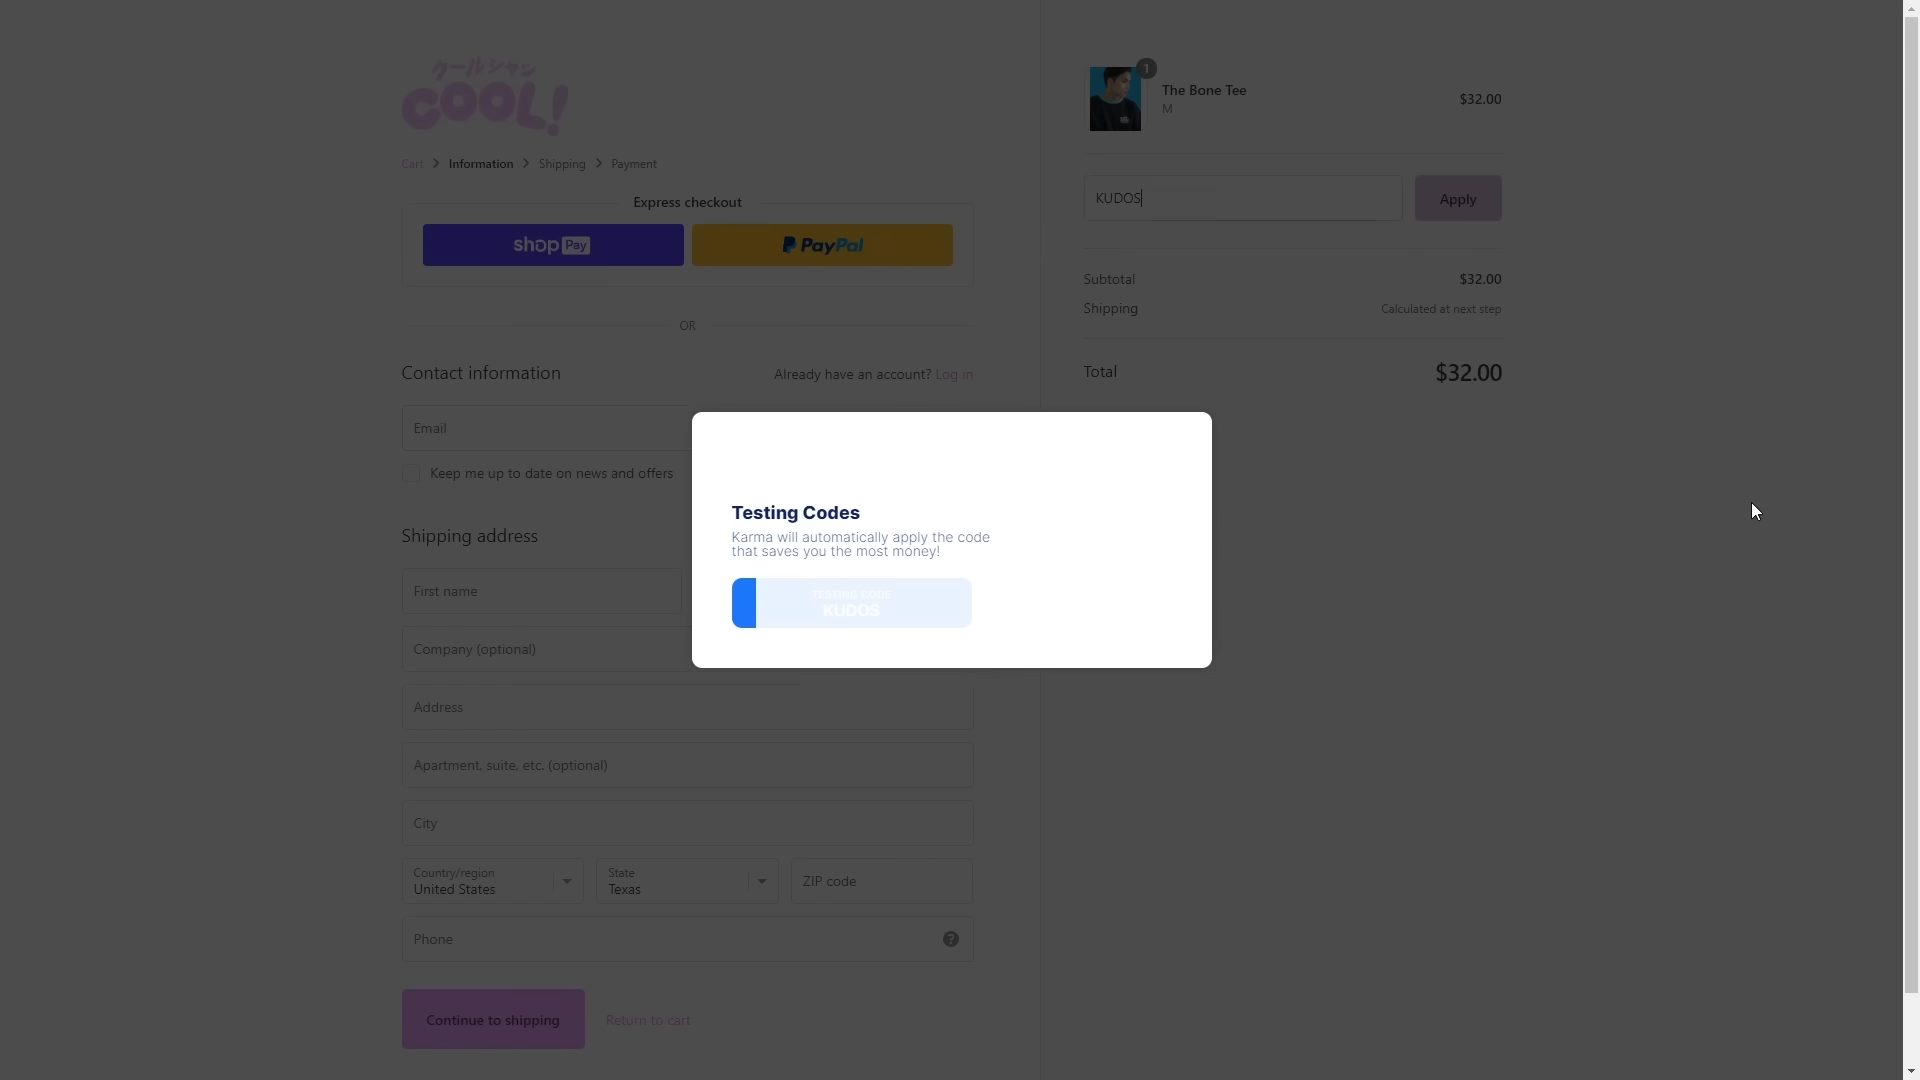 クールシャツ
COOL!
Cart > Information > Shipping > Payment
Express checkout
shop Pay
PayPal
OR
Contact information
Already have an account? Log in
Email
Keep me up to date on news and offers
Shipping address
First name
Company (optional)
Address
Apartment, suite, etc. (optional)
City
Country/region
United States
State
Texas
ZIP code
Phone
?
Continue to shipping
Return to cart
1
The Bone Tee
M
$32.00
KUDOS
Apply
Subtotal
$32.00
Shipping
Calculated at next step
Total
$32.00
Testing Codes
Karma will automatically apply the code
that saves you the most money!
TESTING CODE
KUDOS